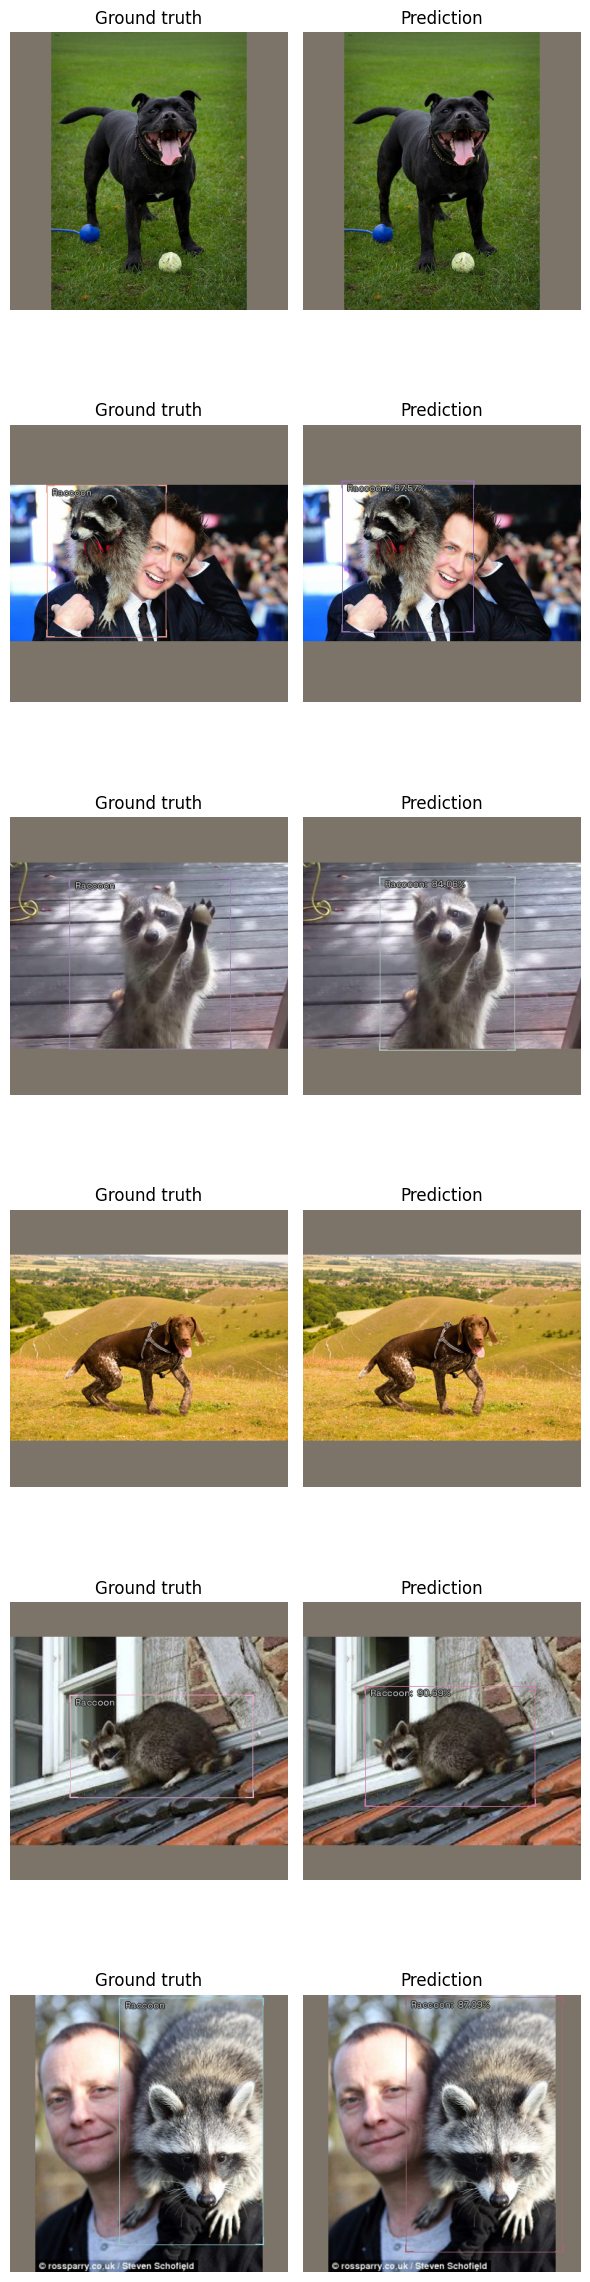 Ground truth Prediction
Ground truth Prediction
Raccoon Raccoon: 87.57%
Ground truth Prediction
Raccoon Raccoon: 84.08%
Ground truth Prediction
Ground truth Prediction
Raccoon Raccoon: 90.69%
Ground truth Prediction
Raccoon Raccoon: 87.39%
© rossparry.co.uk / Steven Schofield © rossparry.co.uk / Steven Schofield